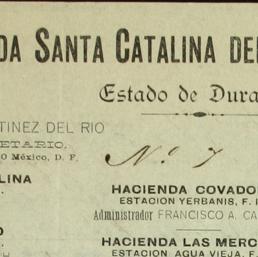 DA SANTA CATALINA DEL
Estado de Dura
TINEZ DEL RIO
ETARIO.
O México, D. F.
No. 7
LINA
HACIENDA COVADO
ESTACION YERBANIS, F.
Administrador FRANCISCO A. CA
O
HACIENDA LAS MERC
ESTACION AGUA VIEJA, F.